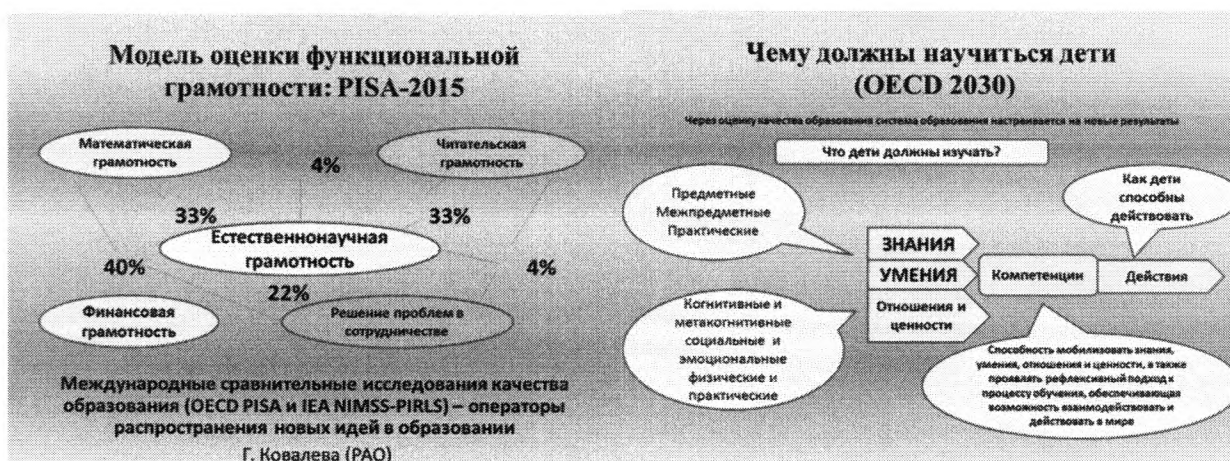 Модель оценки функциональной
грамотности: PISA-2015
Математическая
грамотность
4%
Читательская
грамотность
33%
33%
Естественнонаучная
грамотность
40%
4%
22%
Финансовая
грамотность
Решение проблем в
сотрудничестве
Международные сравнительные исследования качества
образования (OECD PISA и IEA NIMSS-PIRLS) – операторы
распространения новых идей в образовании
Г. Ковалева (РАО)
Чему должны научиться дети
(OECD 2030)
Через оценку качества образования система образования настраивается на новые результаты
Что дети должны изучать?
Предметные
Межпредметные
Практические
Как дети
способны
действовать
ЗНАНИЯ
УМЕНИЯ
Отношения и
ценности
Компетенции
Действия
Когнитивные и
метакогнитивные
социальные и
эмоциональные
физические и
практические
Способность мобилизовать знания,
умения, отношения и ценности, а также
проявлять рефлексивный подход к
процессу обучения, обеспечивающая
возможность взаимодействовать и
действовать в мире